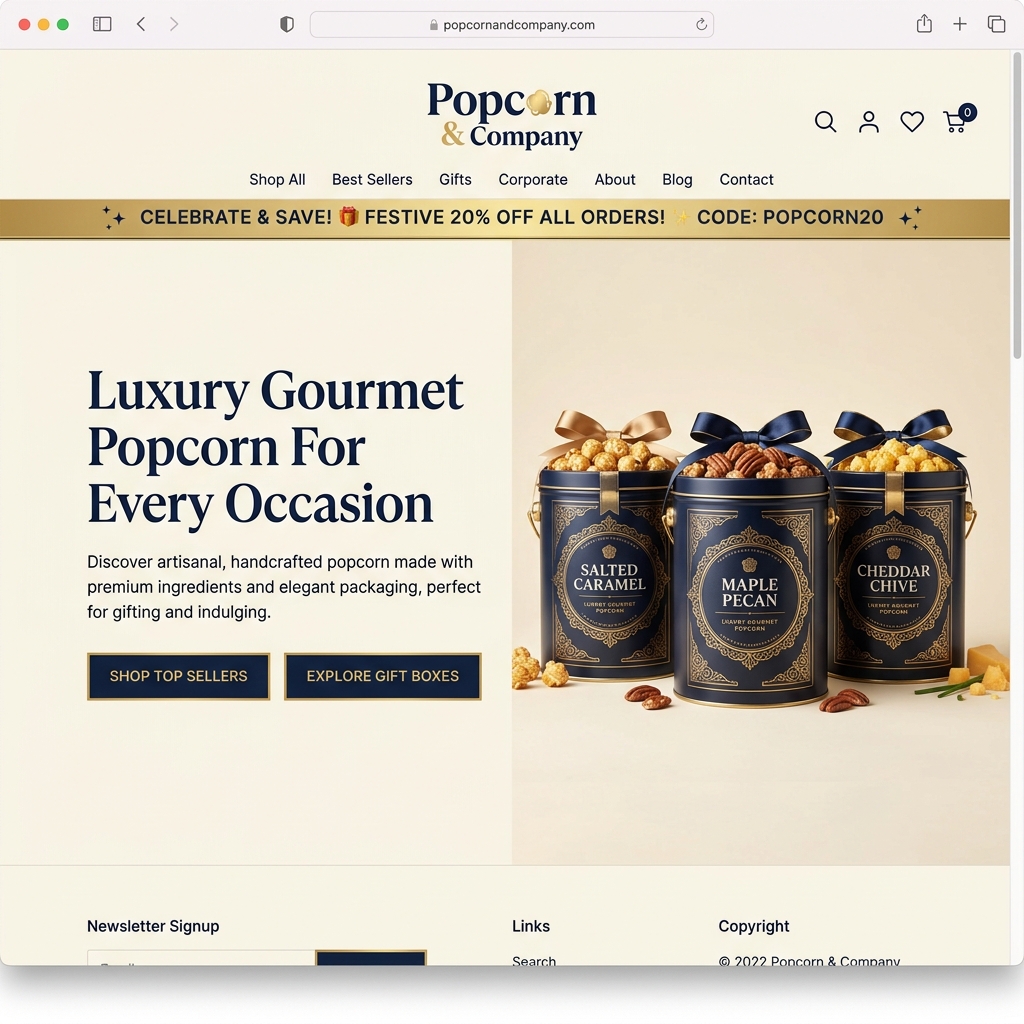 popcornandcompany.com
Popcorn
& Company
0
Shop All Best Sellers Gifts Corporate About Blog Contact
CELEBRATE & SAVE! 🎁 FESTIVE 20% OFF ALL ORDERS! ✨ CODE: POPCORN20
Luxury Gourmet
Popcorn For
Every Occasion
Discover artisanal, handcrafted popcorn made with
premium ingredients and elegant packaging, perfect
for gifting and indulging.
SHOP TOP SELLERS EXPLORE GIFT BOXES
SALTED
CARAMEL
POPCORN
MAPLE
PECAN
POPCORN
CHEDDAR
CHIVE
Newsletter Signup
Links
Copyright
Search
© 2022 Popcorn & Company